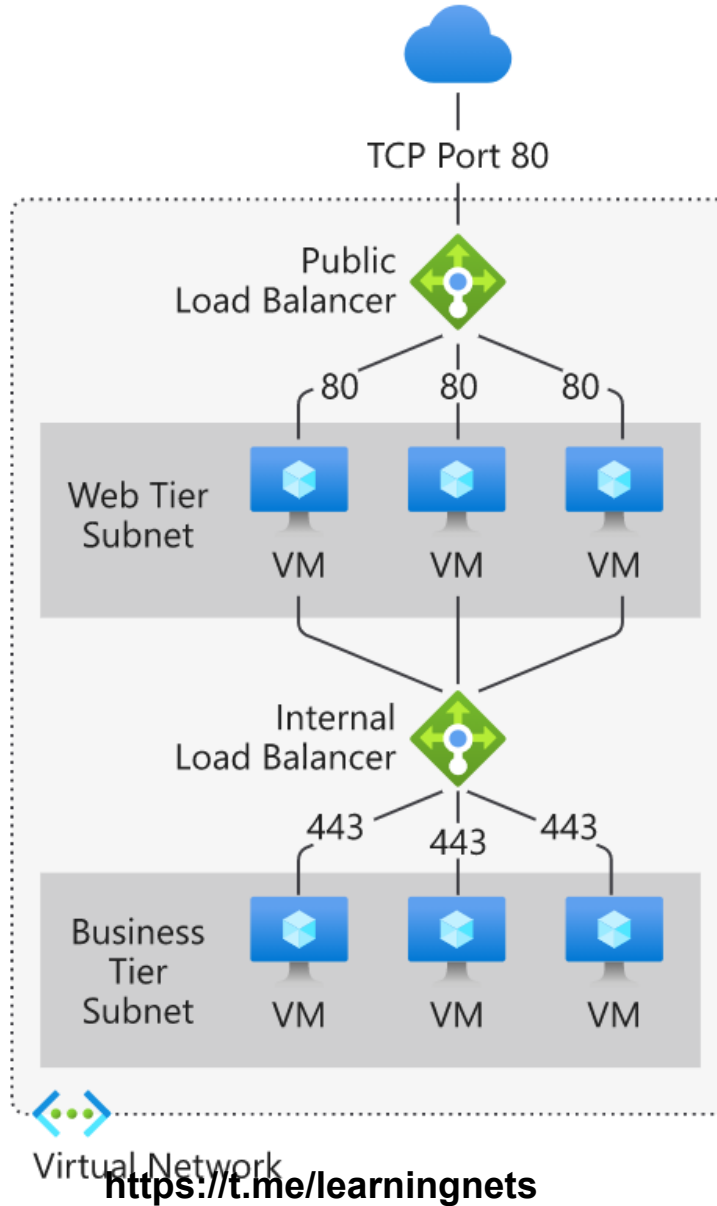 TCP Port 80
Public
Load Balancer
80 80 80
Web Tier
Subnet
VM VM VM
Internal
Load Balancer
443 443 443
Business
Tier
Subnet
VM VM VM
Virtual Network
https://t.me/learningnets